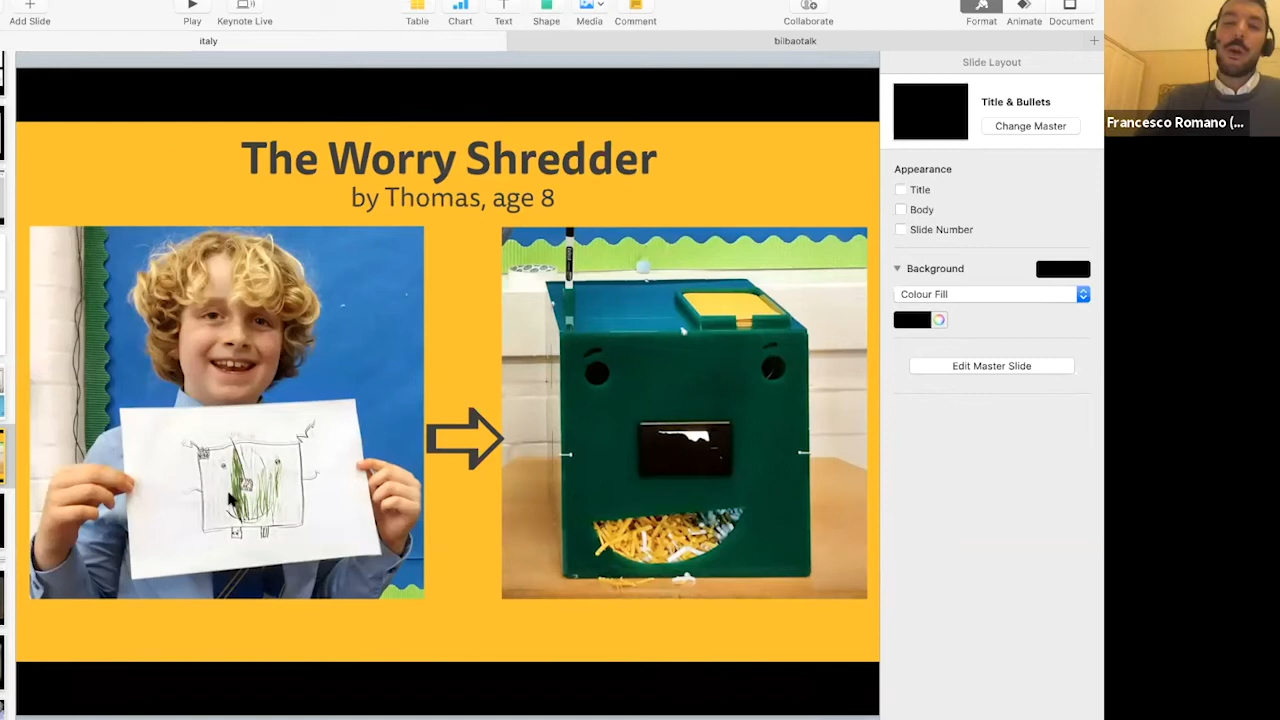 Add Slide
Play
Keynote Live
Table
Chart
Text
Shape
Media
Comment
Collaborate
Format
Animate
Document
italy
bilbaotalk
Slide Layout
Title & Bullets
Change Master
Appearance
Title
Body
Slide Number
Background
Colour Fill
Edit Master Slide
Francesco Romano (...
The Worry Shredder
by Thomas, age 8